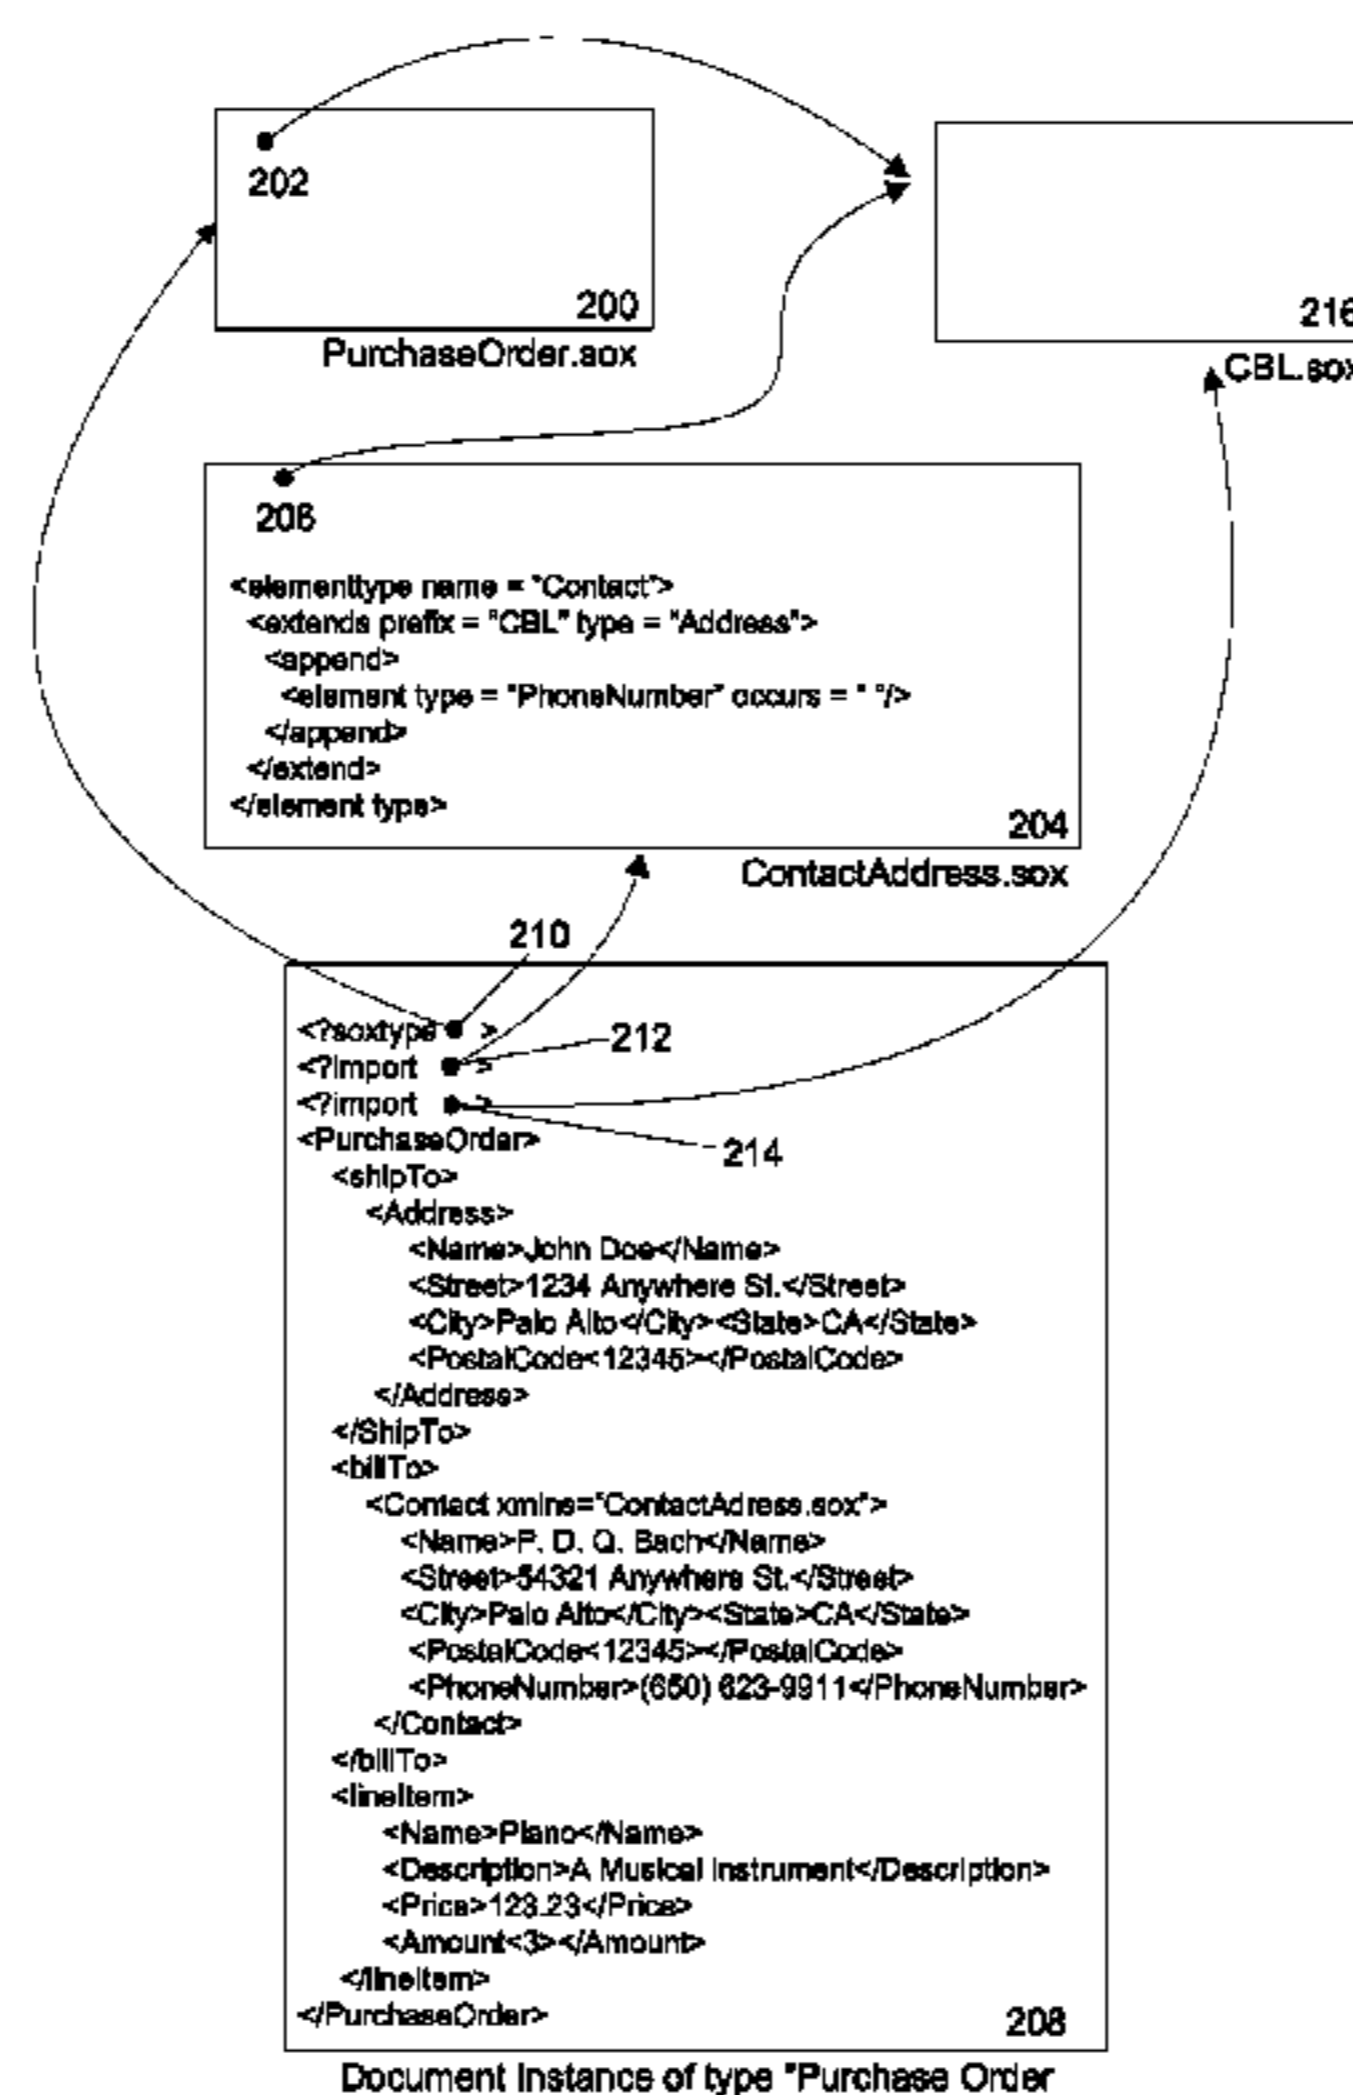 202
200
PurchaseOrder.sox
216
CBL.sox
206
<elementtype name = "Contact">
<extends prefix = "CBL" type = "Address">
<append>
<element type = "PhoneNumber" occurs = " "/>
</append>
</extend>
</element type>
204
ContactAddress.sox
210
<?soxtype >
<?import >
212
<?import >
214
<PurchaseOrder>
<shipTo>
<Address>
<Name>John Doe</Name>
<Street>1234 Anywhere St.</Street>
<City>Palo Alto</City><State>CA</State>
<PostalCode<12345></PostalCode>
</Address>
</ShipTo>
<billTo>
<Contact xmlns="ContactAdress.sox">
<Name>P. D. Q. Bach</Name>
<Street>54321 Anywhere St.</Street>
<City>Palo Alto</City><State>CA</State>
<PostalCode<12345></PostalCode>
<PhoneNumber>(650) 623-9911</PhoneNumber>
</Contact>
</billTo>
<lineItem>
<Name>Piano</Name>
<Description>A Musical Instrument</Description>
<Price>123.23</Price>
<Amount<3></Amount>
</lineItem>
</PurchaseOrder>
208
Document Instance of type "Purchase Order